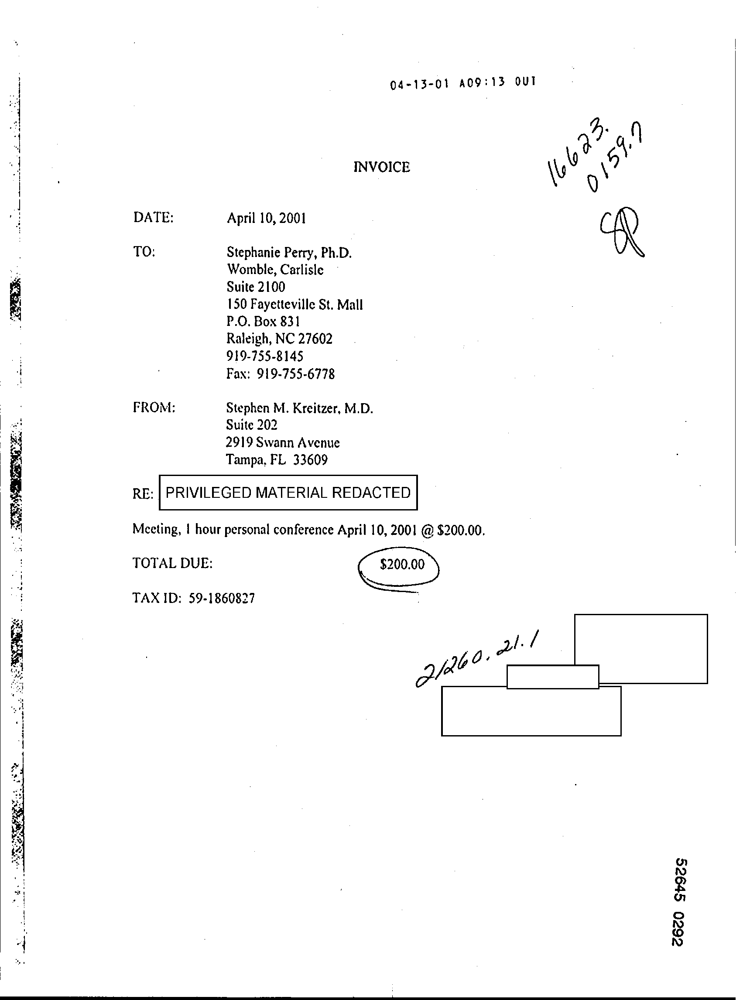 04-13-01 A09:13 OUT
16623.
0159.7
INVOICE
SP
DATE: April 10, 2001
TO: Stephanie Perry, Ph.D.
Womble, Carlisle
Suite 2100
150 Fayetteville St. Mall
P.O. Box 831
Raleigh, NC 27602
919-755-8145
Fax: 919-755-6778
FROM: Stephen M. Kreitzer, M.D.
Suite 202
2919 Swann Avenue
Tampa, FL 33609
RE: PRIVILEGED MATERIAL REDACTED
Meeting, 1 hour personal conference April 10, 2001 @ $200.00.
TOTAL DUE: $200.00
TAX ID: 59-1860827
21260.21.1
52645 0292